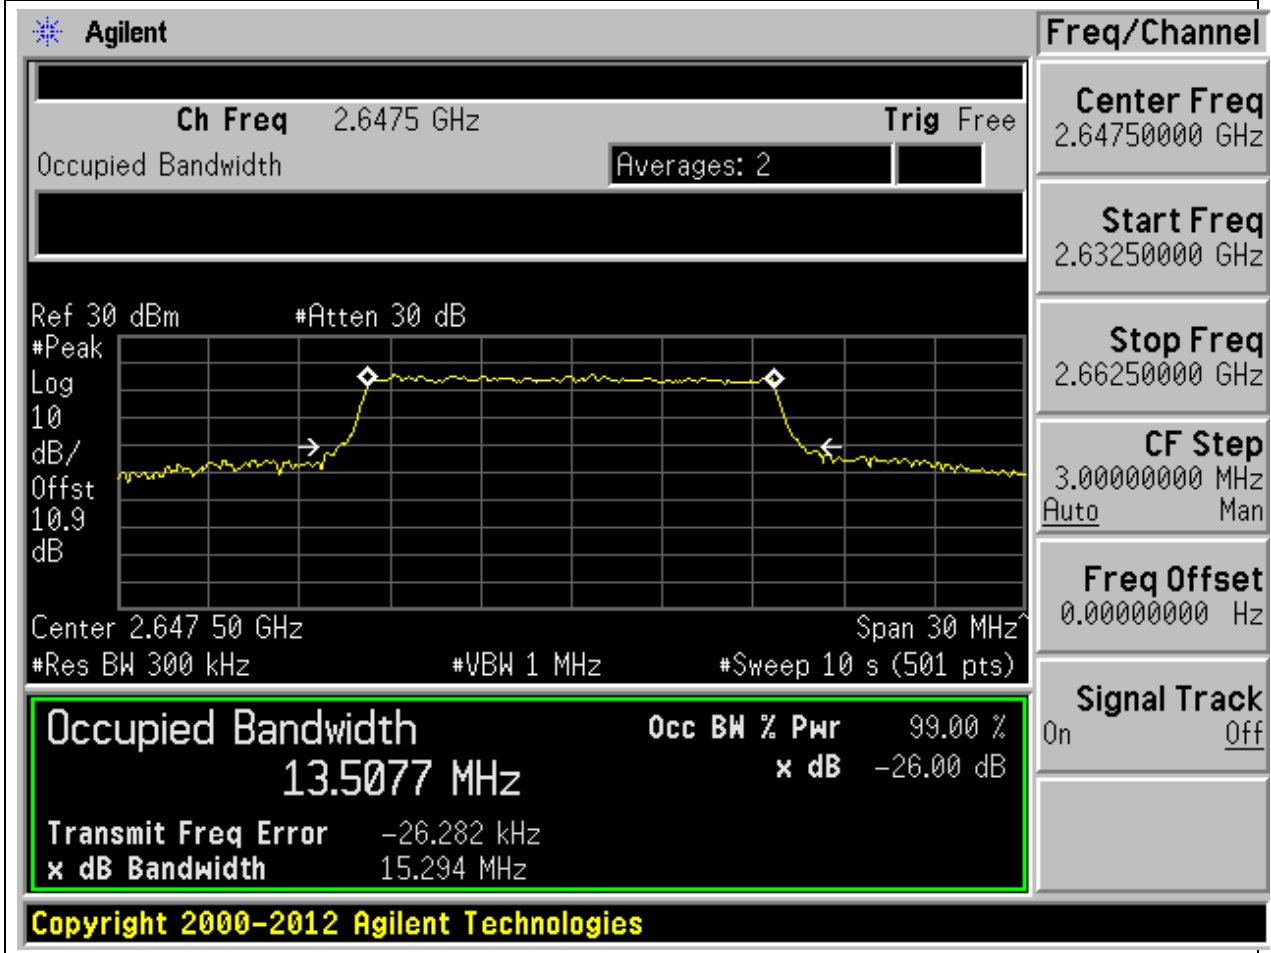 Agilent
Freq/Channel
Ch Freq 2.6475 GHz Trig Free
Occupied Bandwidth Averages: 2
Center Freq
2.64750000 GHz
Start Freq
2.63250000 GHz
Stop Freq
2.66250000 GHz
CF Step
3.00000000 MHz
Auto Man
Freq Offset
0.00000000 Hz
Signal Track
On Off
Ref 30 dBm #Atten 30 dB
#Peak
Log
10
dB/
Offst
10.9
dB
Center 2.647 50 GHz Span 30 MHz^
#Res BW 300 kHz #VBW 1 MHz #Sweep 10 s (501 pts)
Occupied Bandwidth Occ BW % Pwr 99.00 %
13.5077 MHz x dB -26.00 dB
Transmit Freq Error -26.282 kHz
x dB Bandwidth 15.294 MHz
Copyright 2000-2012 Agilent Technologies